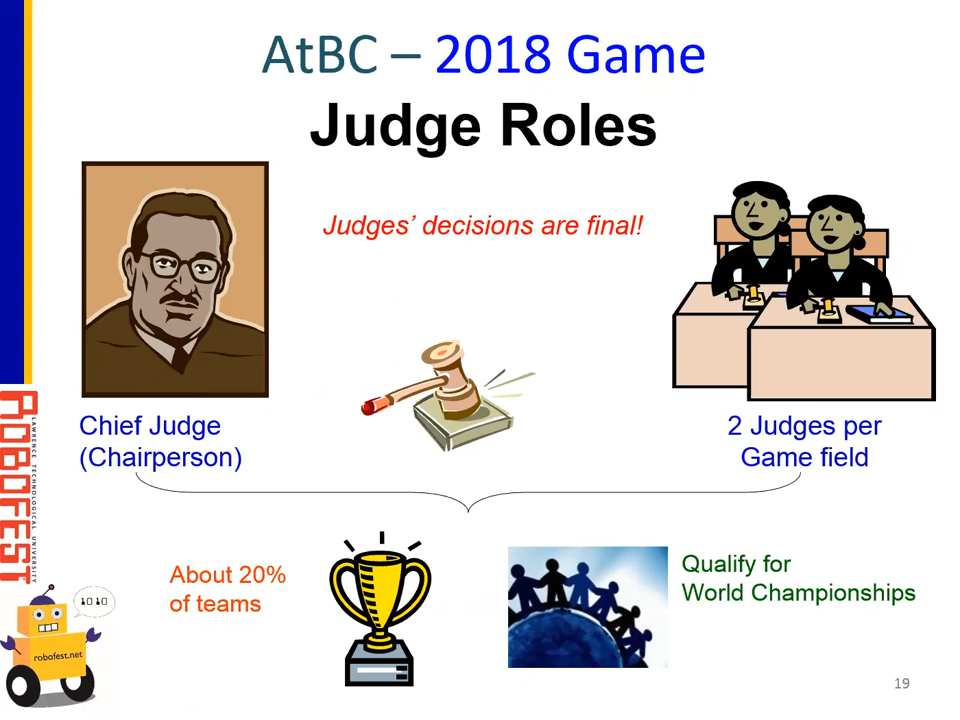 AtBC – 2018 Game
Judge Roles
Judges' decisions are final!
Chief Judge
(Chairperson)
2 Judges per
Game field
About 20%
of teams
Qualify for
World Championships
ROBOFEST
LAWRENCE TECHNOLOGICAL UNIVERSITY
robofest.net
19